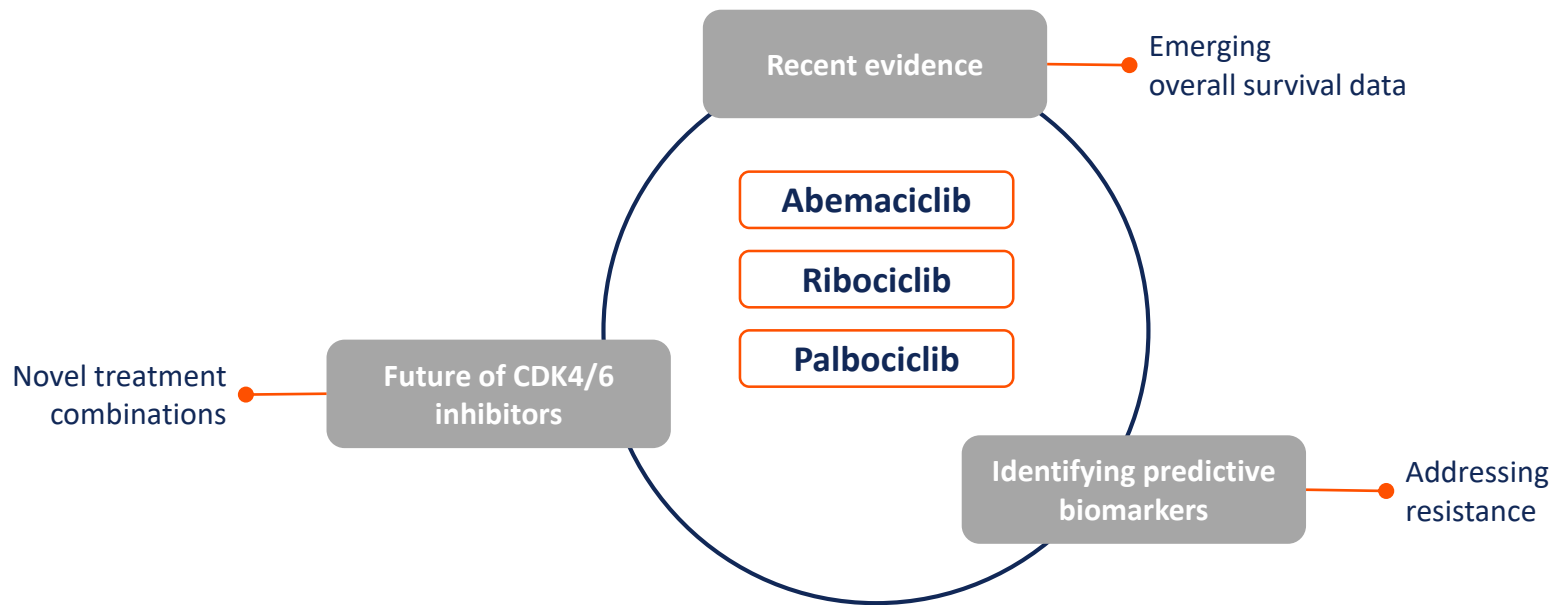 Recent evidence
Emerging
overall survival data
Abemaciclib
Ribociclib
Palbociclib
Novel treatment
combinations
Future of CDK4/6
inhibitors
Identifying predictive
biomarkers
Addressing
resistance